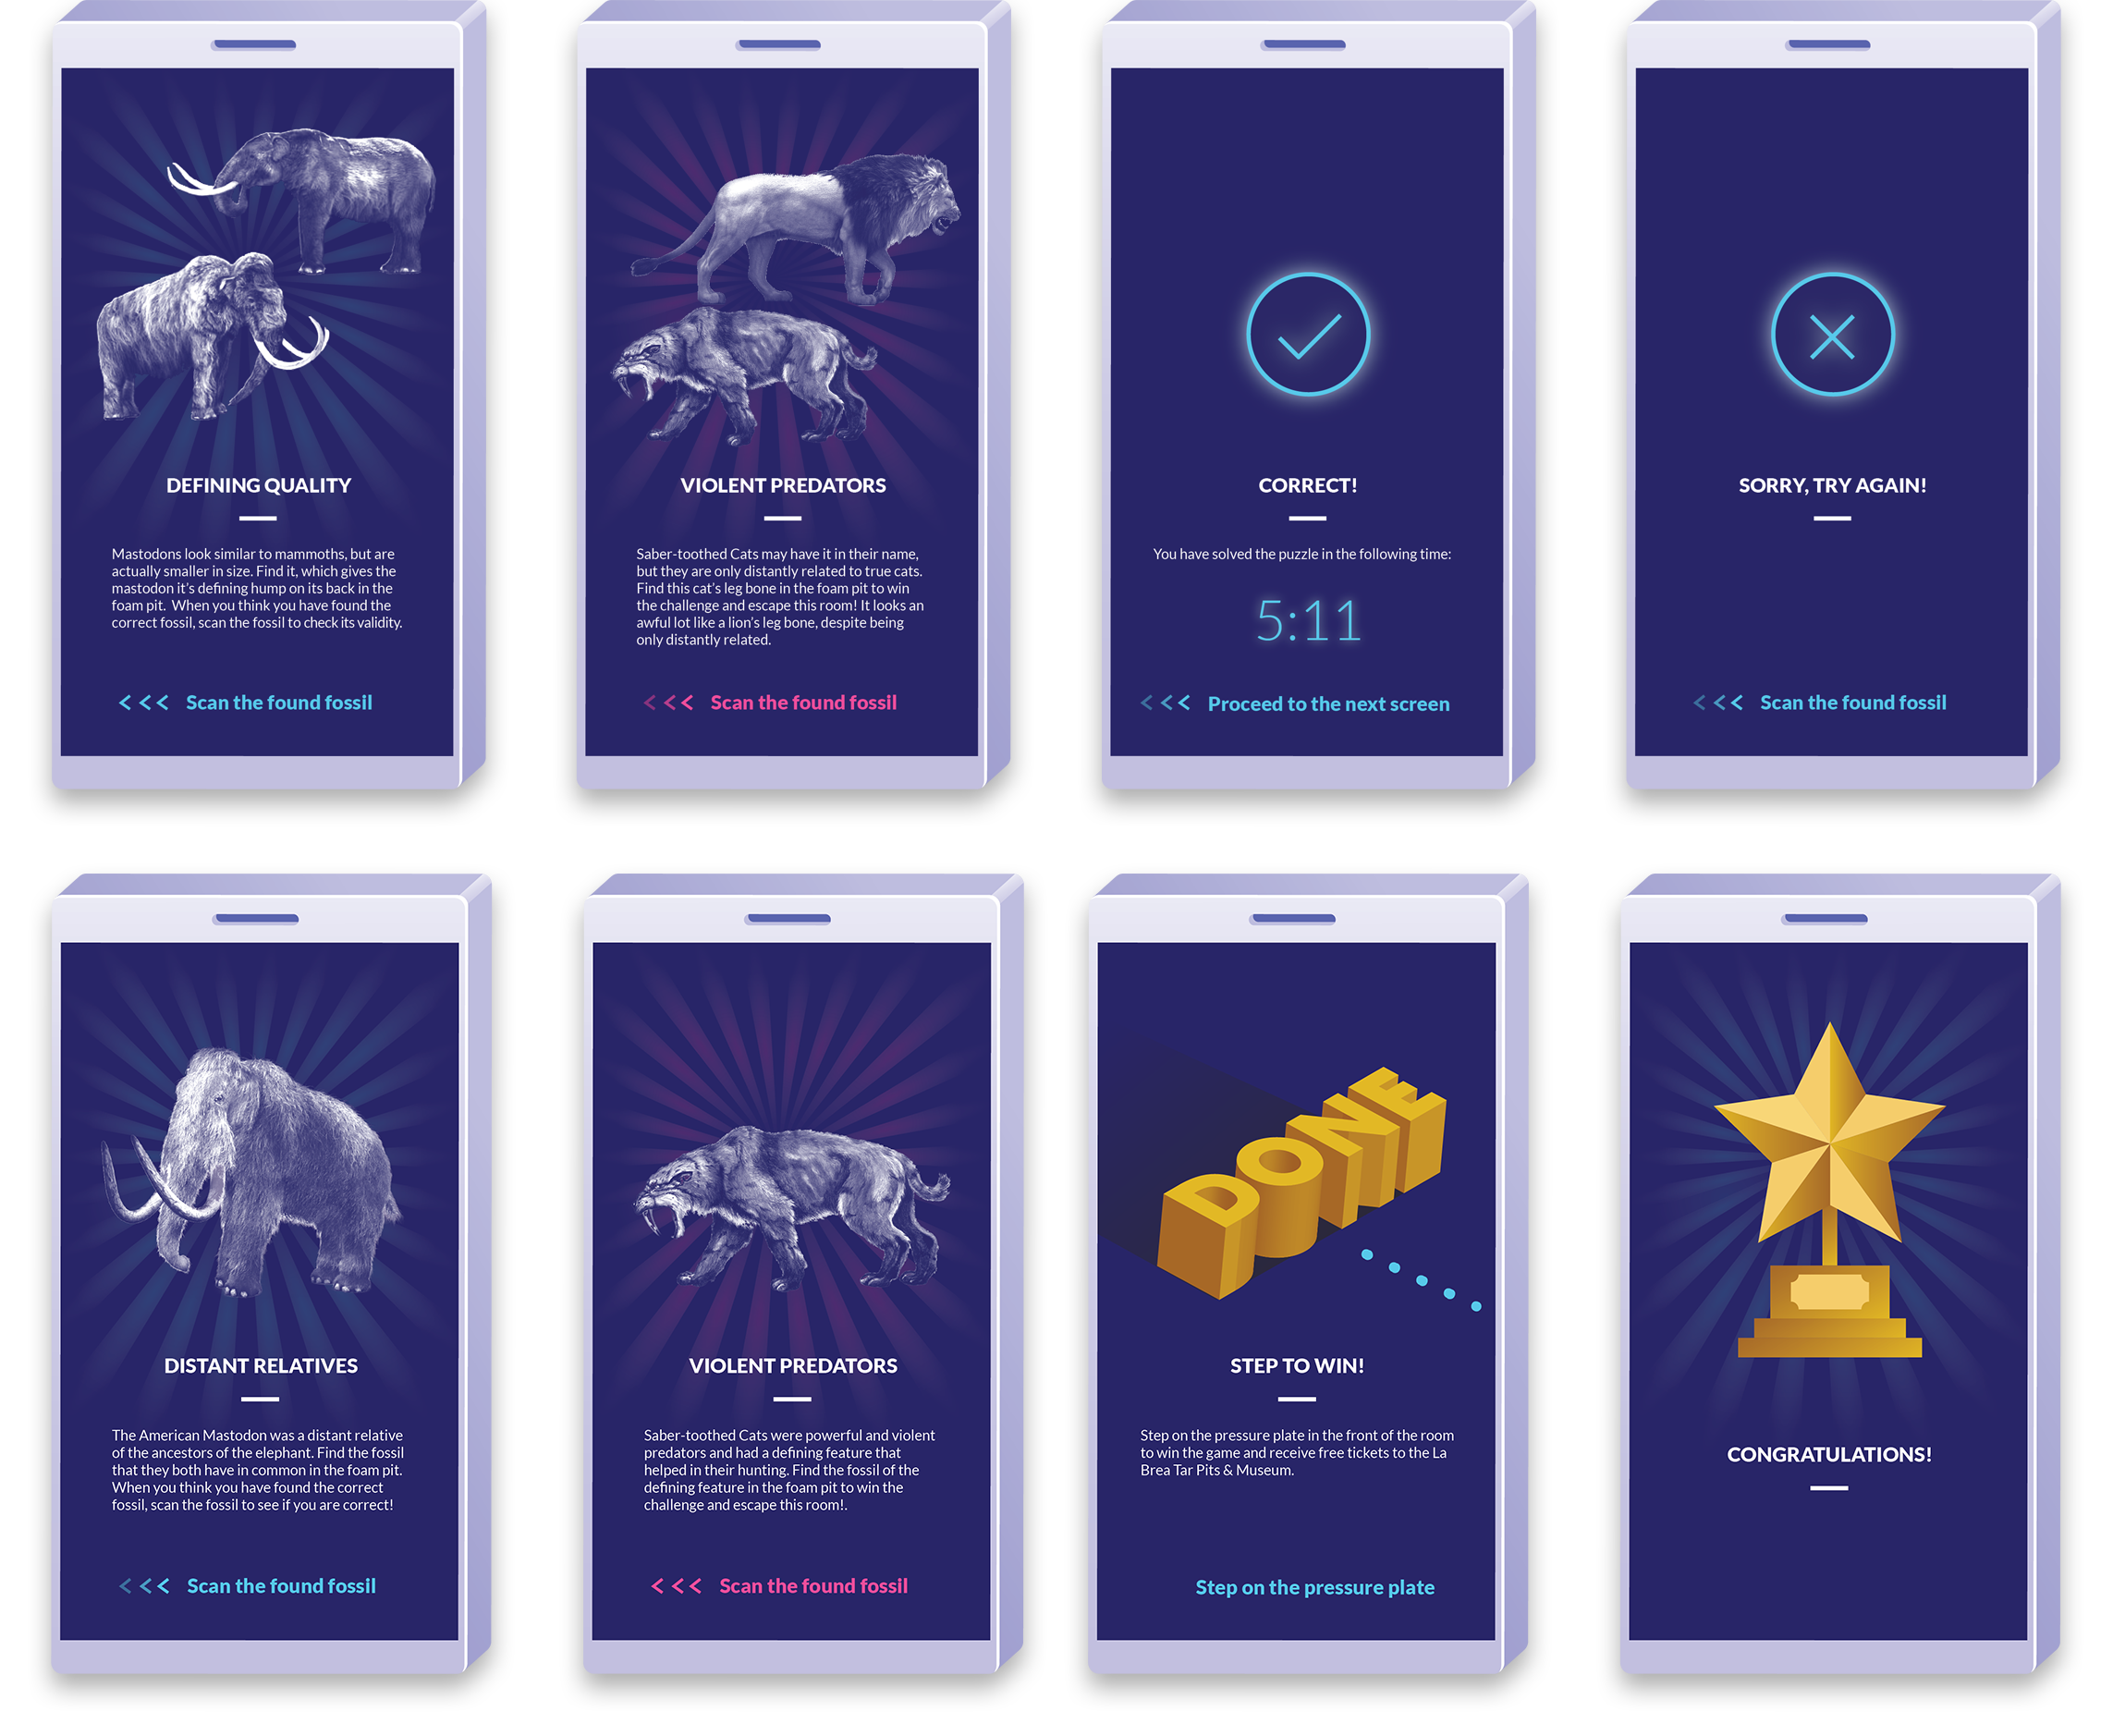 DEFINING QUALITY
Mastodons look similar to mammoths, but are
actually smaller in size. Find it, which gives the
mastodon it's defining hump on its back in the
foam pit. When you think you have found the
correct fossil, scan the fossil to check its validity.
<<< Scan the found fossil
VIOLENT PREDATORS
Saber-toothed Cats may have it in their name,
but they are only distantly related to true cats.
Find this cat's leg bone in the foam pit to win
the challenge and escape this room! It looks an
awful lot like a lion's leg bone, despite being
only distantly related.
<<< Scan the found fossil
CORRECT!
You have solved the puzzle in the following time:
5:11
<<< Proceed to the next screen
SORRY, TRY AGAIN!
<<< Scan the found fossil
DISTANT RELATIVES
The American Mastodon was a distant relative
of the ancestors of the elephant. Find the fossil
that they both have in common in the foam pit.
When you think you have found the correct
fossil, scan the fossil to see if you are correct!
<<< Scan the found fossil
VIOLENT PREDATORS
Saber-toothed Cats were powerful and violent
predators and had a defining feature that
helped in their hunting. Find the fossil of the
defining feature in the foam pit to win the
challenge and escape this room!.
<<< Scan the found fossil
DONE
STEP TO WIN!
Step on the pressure plate in the front of the room
to win the game and receive free tickets to the La
Brea Tar Pits & Museum.
Step on the pressure plate
CONGRATULATIONS!